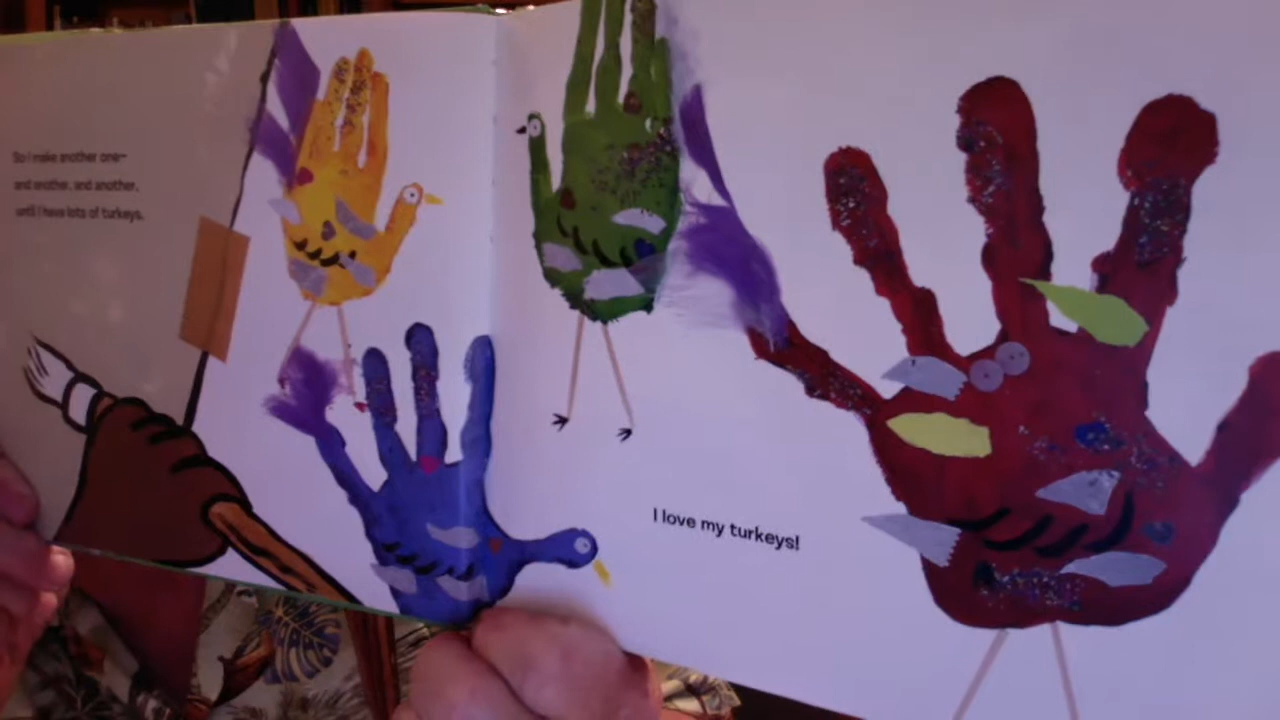 So I make another one–
and another, and another,
until I have lots of turkeys.
I love my turkeys!